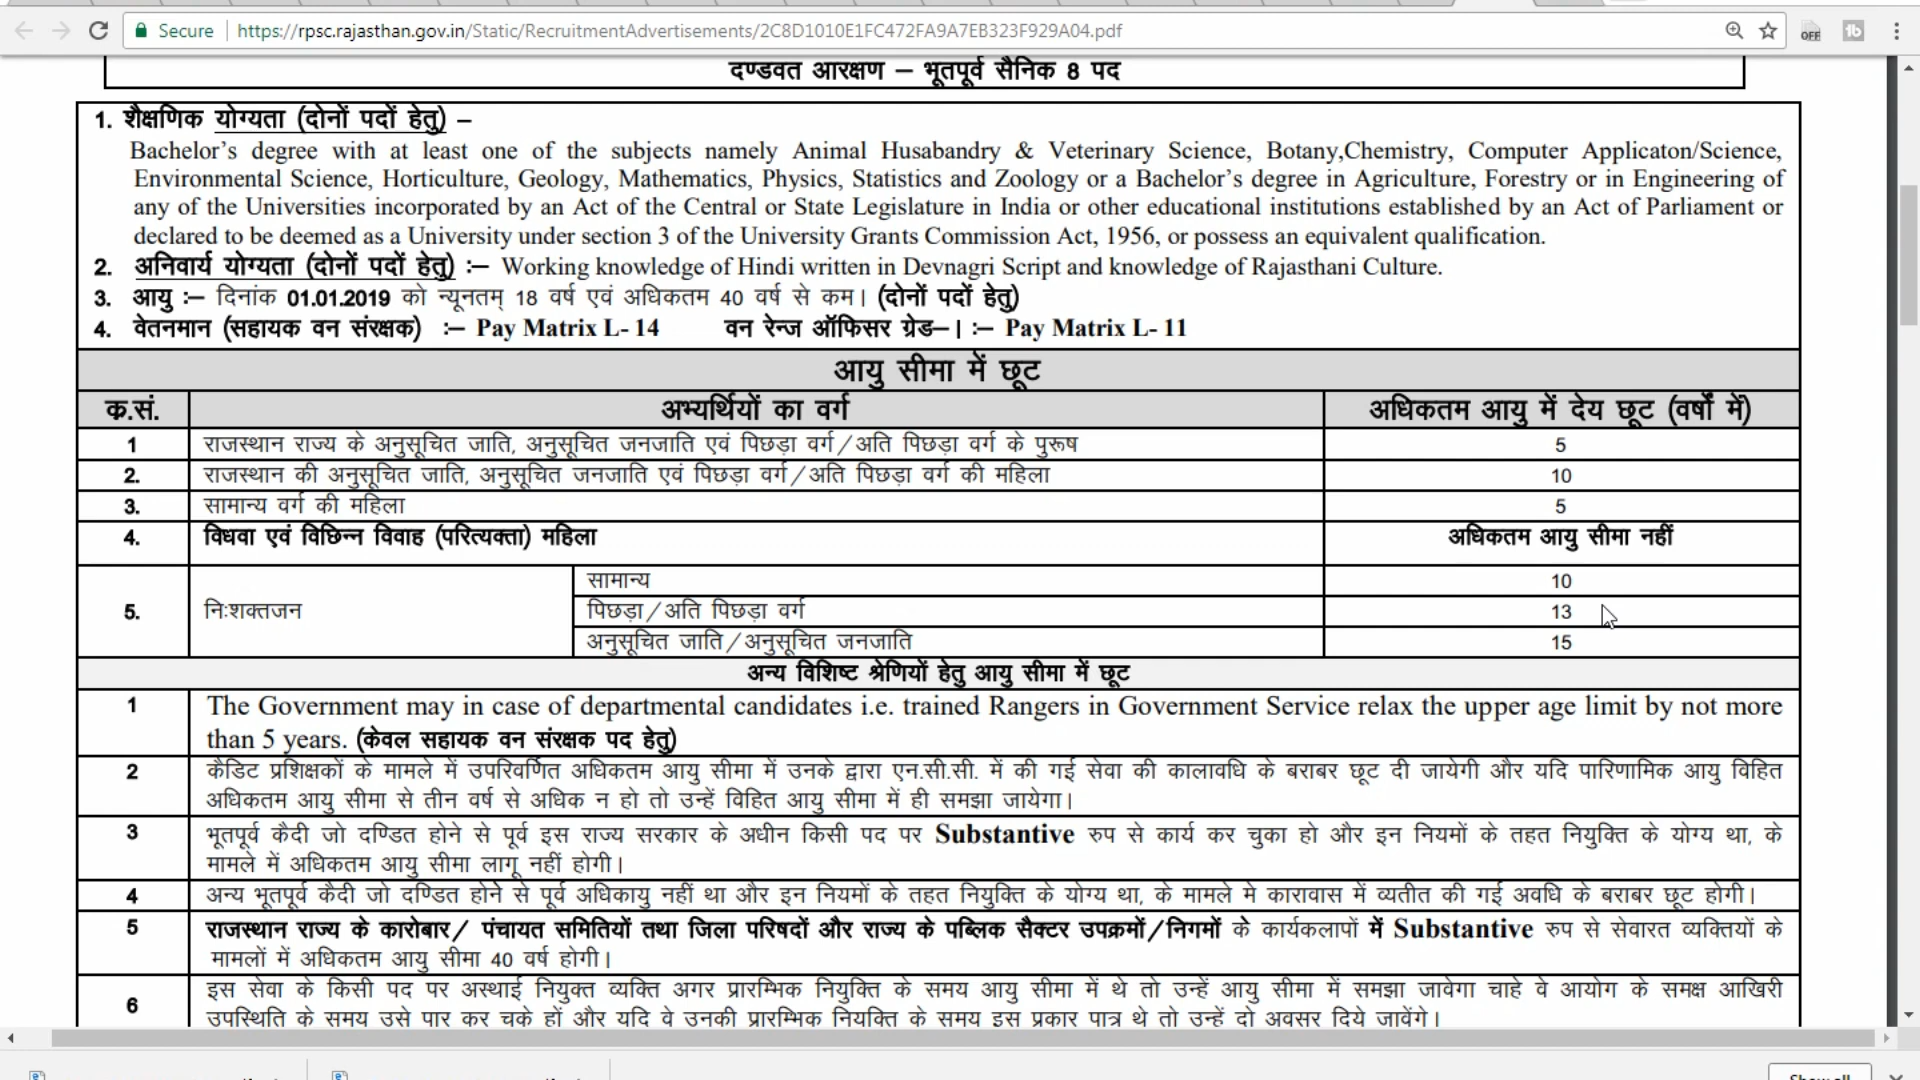 Secure https://rpsc.rajasthan.gov.in/Static/RecruitmentAdvertisements/2C8D1010E1FC472FA9A7EB323F929A04.pdf
OFF
दण्डवत आरक्षण – भूतपूर्व सैनिक 8 पद
1. शैक्षणिक योग्यता (दोनों पदों हेतु) –
Bachelor's degree with at least one of the subjects namely Animal Husabandry & Veterinary Science, Botany,Chemistry, Computer Applicaton/Science,
Environmental Science, Horticulture, Geology, Mathematics, Physics, Statistics and Zoology or a Bachelor's degree in Agriculture, Forestry or in Engineering of
any of the Universities incorporated by an Act of the Central or State Legislature in India or other educational institutions established by an Act of Parliament or
declared to be deemed as a University under section 3 of the University Grants Commission Act, 1956, or possess an equivalent qualification.
2. अनिवार्य योग्यता (दोनों पदों हेतु) :– Working knowledge of Hindi written in Devnagri Script and knowledge of Rajasthani Culture.
3. आयु :– दिनांक 01.01.2019 को न्यूनतम् 18 वर्ष एवं अधिकतम 40 वर्ष से कम। (दोनों पदों हेतु)
4. वेतनमान (सहायक वन संरक्षक) :– Pay Matrix L- 14 वन रेन्ज ऑफिसर ग्रेड–। :– Pay Matrix L- 11
आयु सीमा में छूट
क्र.सं. अभ्यर्थियों का वर्ग अधिकतम आयु में देय छूट (वर्षों में)
1 राजस्थान राज्य के अनुसूचित जाति, अनुसूचित जनजाति एवं पिछड़ा वर्ग/अति पिछड़ा वर्ग के पुरूष 5
2. राजस्थान की अनुसूचित जाति, अनुसूचित जनजाति एवं पिछड़ा वर्ग/अति पिछड़ा वर्ग की महिला 10
3. सामान्य वर्ग की महिला 5
4. विधवा एवं विछिन्न विवाह (परित्यक्ता) महिला अधिकतम आयु सीमा नहीं
सामान्य 10
5. निःशक्तजन पिछड़ा/अति पिछड़ा वर्ग 13
अनुसूचित जाति/अनुसूचित जनजाति 15
अन्य विशिष्ट श्रेणियों हेतु आयु सीमा में छूट
1 The Government may in case of departmental candidates i.e. trained Rangers in Government Service relax the upper age limit by not more
than 5 years. (केवल सहायक वन संरक्षक पद हेतु)
2 कैडिट प्रशिक्षकों के मामले में उपरिवर्णित अधिकतम आयु सीमा में उनके द्वारा एन.सी.सी. में की गई सेवा की कालावधि के बराबर छूट दी जायेगी और यदि पारिणामिक आयु विहित
अधिकतम आयु सीमा से तीन वर्ष से अधिक न हो तो उन्हें विहित आयु सीमा में ही समझा जायेगा।
3 भूतपूर्व कैदी जो दण्डित होने से पूर्व इस राज्य सरकार के अधीन किसी पद पर Substantive रुप से कार्य कर चुका हो और इन नियमों के तहत नियुक्ति के योग्य था, के
मामले में अधिकतम आयु सीमा लागू नहीं होगी।
4 अन्य भूतपूर्व कैदी जो दण्डित होने से पूर्व अधिकायु नहीं था और इन नियमों के तहत नियुक्ति के योग्य था, के मामले मे कारावास में व्यतीत की गई अवधि के बराबर छूट होगी।
5 राजस्थान राज्य के कारोबार/ पंचायत समितियों तथा जिला परिषदों और राज्य के पब्लिक सैक्टर उपक्रमों/निगमों के कार्यकलापों में Substantive रुप से सेवारत व्यक्तियों के
मामलों में अधिकतम आयु सीमा 40 वर्ष होगी।
6 इस सेवा के किसी पद पर अस्थाई नियुक्त व्यक्ति अगर प्रारम्भिक नियुक्ति के समय आयु सीमा में थे तो उन्हें आयु सीमा में समझा जावेगा चाहे वे आयोग के समक्ष आखिरी
उपस्थिति के समय उसे पार कर चुके हों और यदि वे उनकी प्रारम्भिक नियुक्ति के समय इस प्रकार पात्र थे तो उन्हें दो अवसर दिये जावेंगे।
Show all